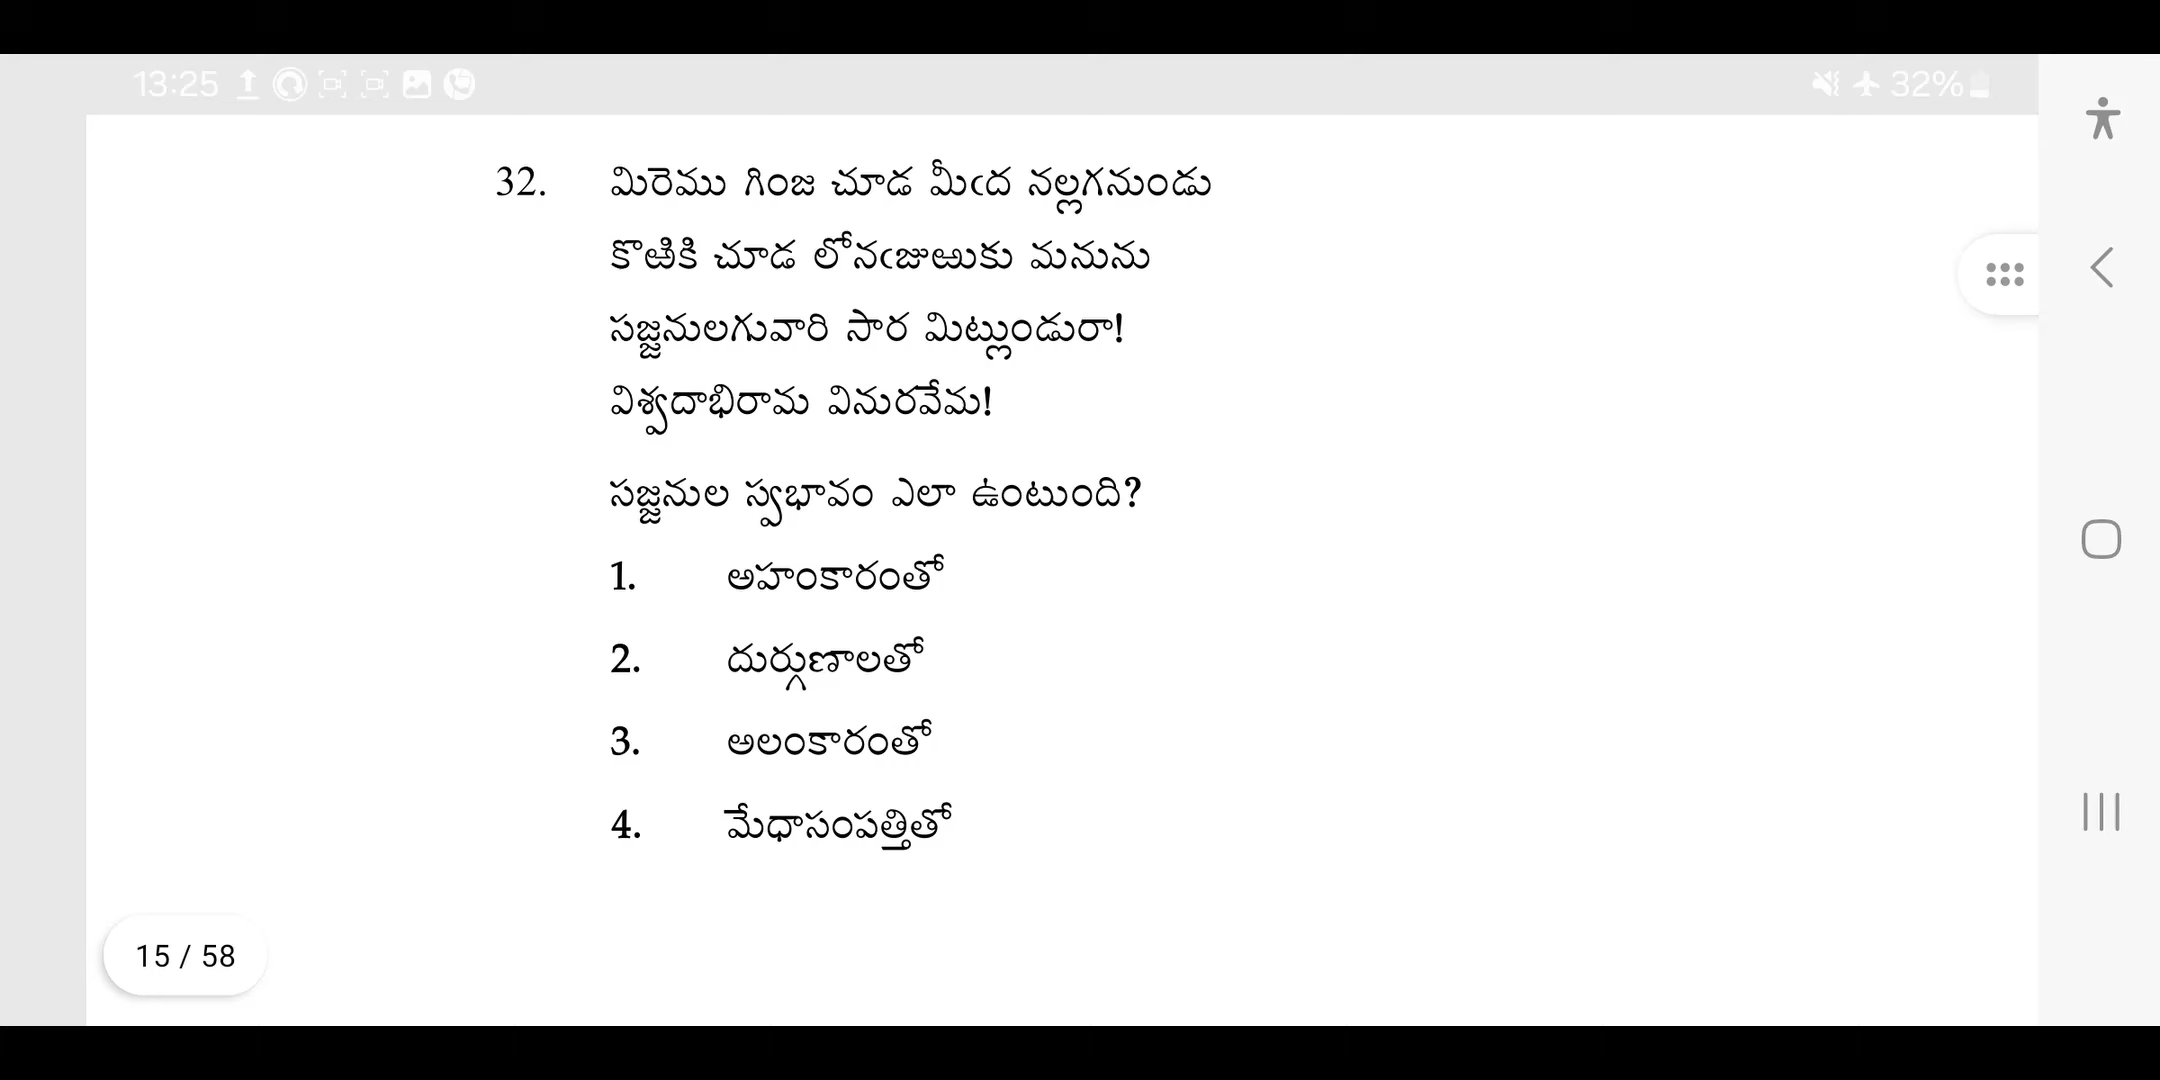 13:25
32%
32. మిరెము గింజ చూడ మీఁద నల్లగనుండు
కొఱికి చూడ లోనఁజుఱుకు మనును
సజ్జనులగువారి సార మిట్లుండురా!
విశ్వదాభిరామ వినురవేమ!
సజ్జనుల స్వభావం ఎలా ఉంటుంది?
1. అహంకారంతో
2. దుర్గుణాలతో
3. అలంకారంతో
4. మేధాసంపత్తితో
15 / 58